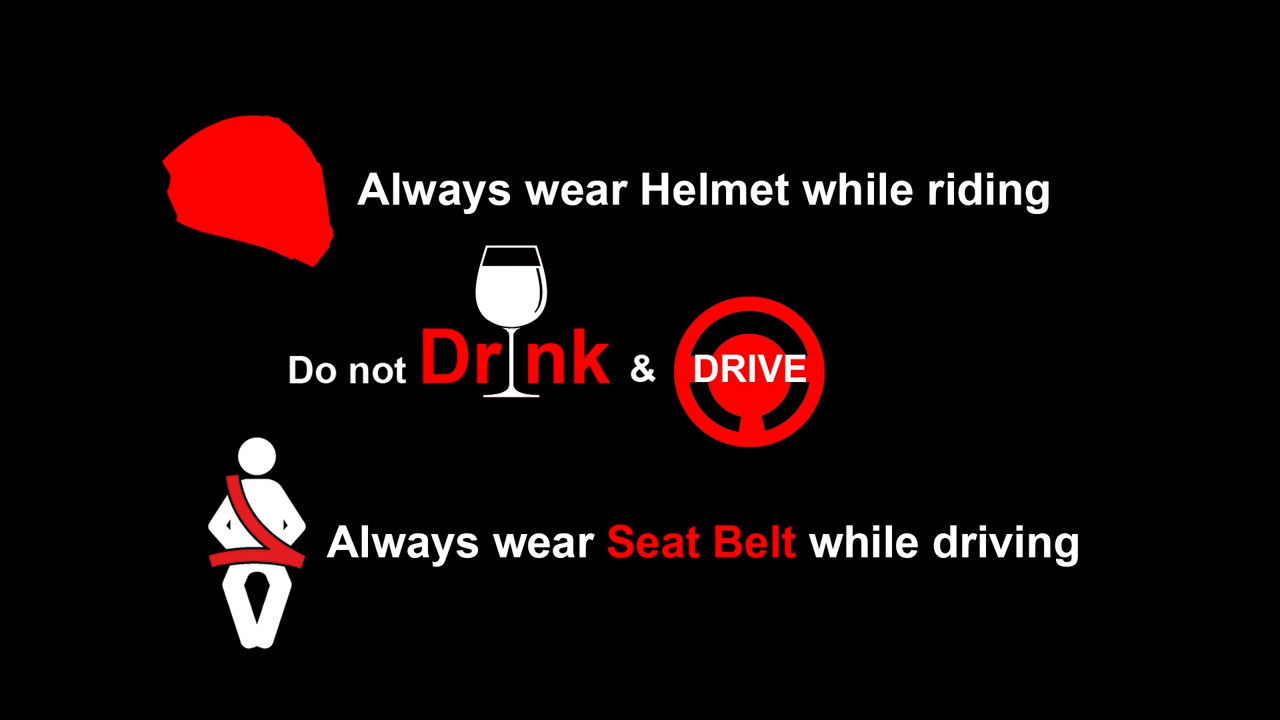 Always wear Helmet while riding
Do not Drink & DRIVE
Always wear Seat Belt while driving